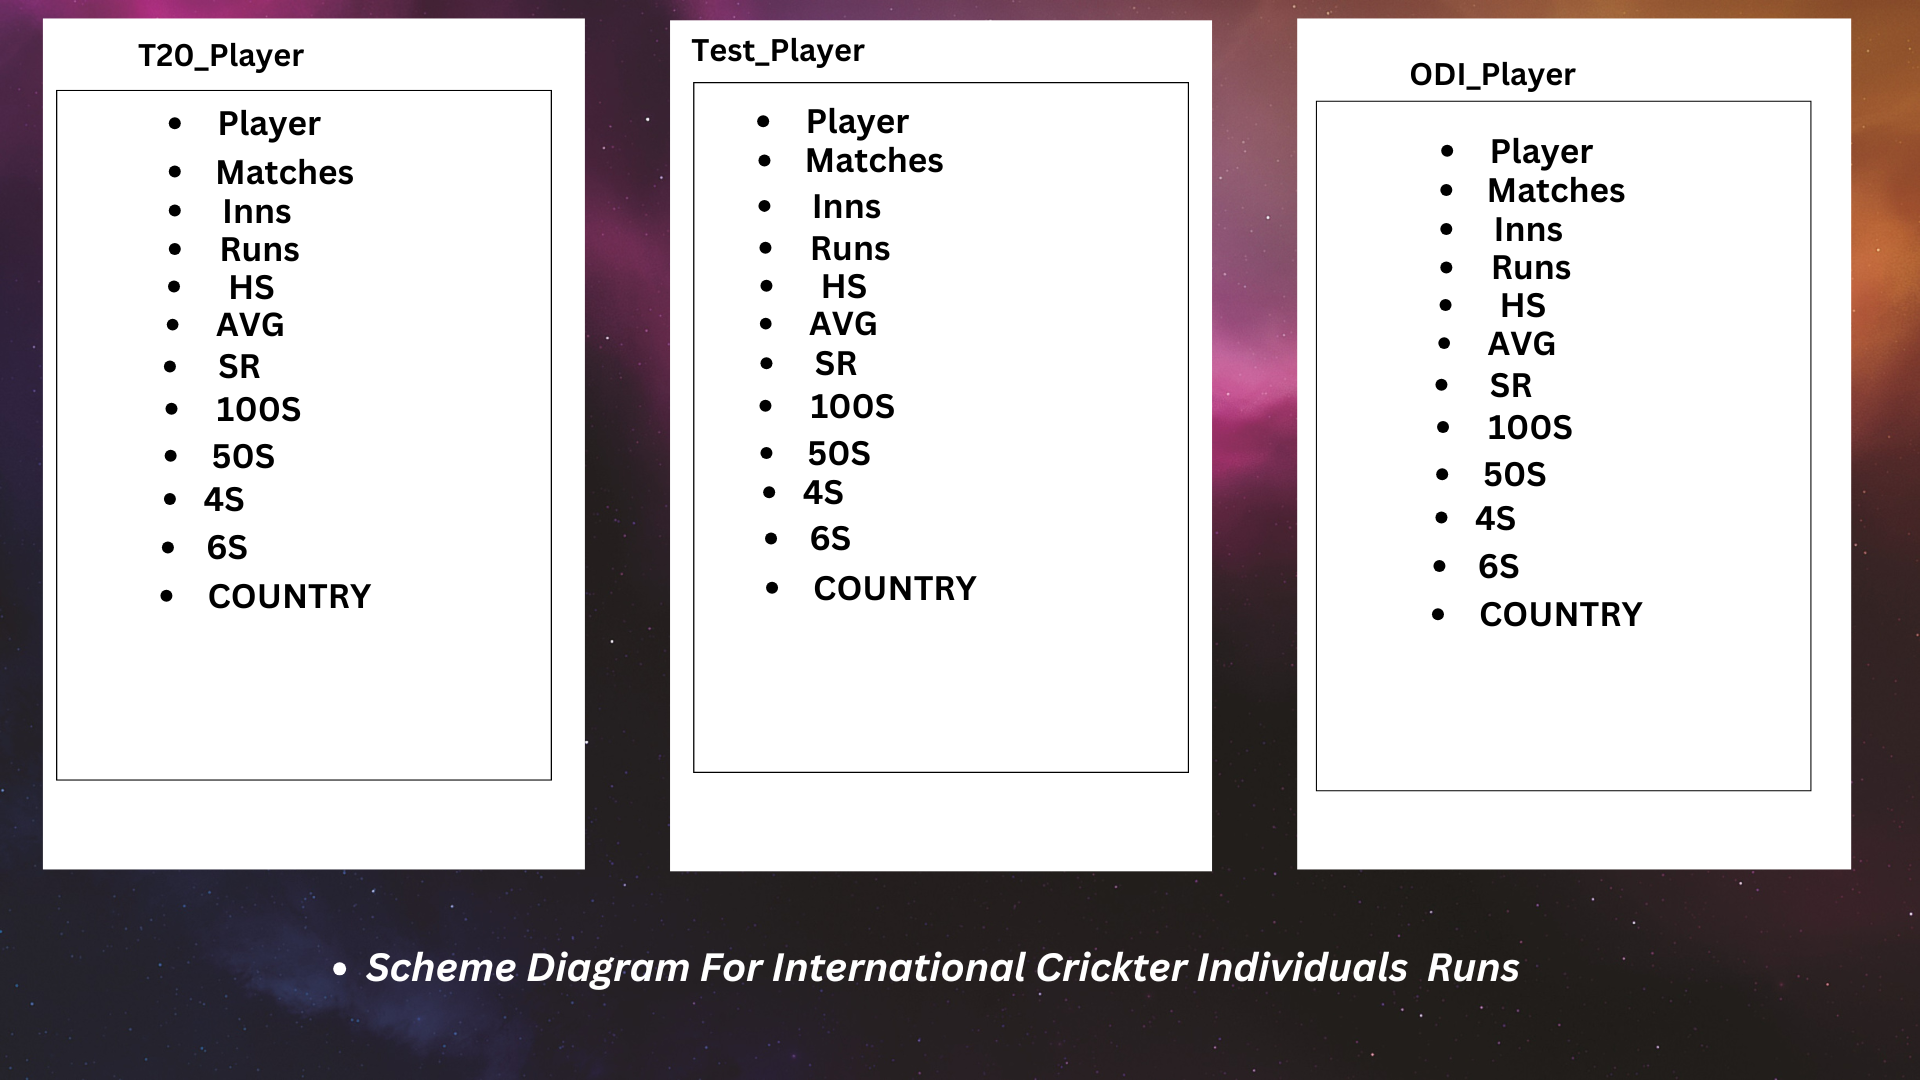 T20_Player
• Player
• Matches
• Inns
• Runs
• HS
• AVG
• SR
• 100S
• 50S
• 4S
• 6S
• COUNTRY
Test_Player
• Player
• Matches
• Inns
• Runs
• HS
• AVG
• SR
• 100S
• 50S
• 4S
• 6S
• COUNTRY
ODI_Player
• Player
• Matches
• Inns
• Runs
• HS
• AVG
• SR
• 100S
• 50S
• 4S
• 6S
• COUNTRY
• Scheme Diagram For International Crickter Individuals Runs